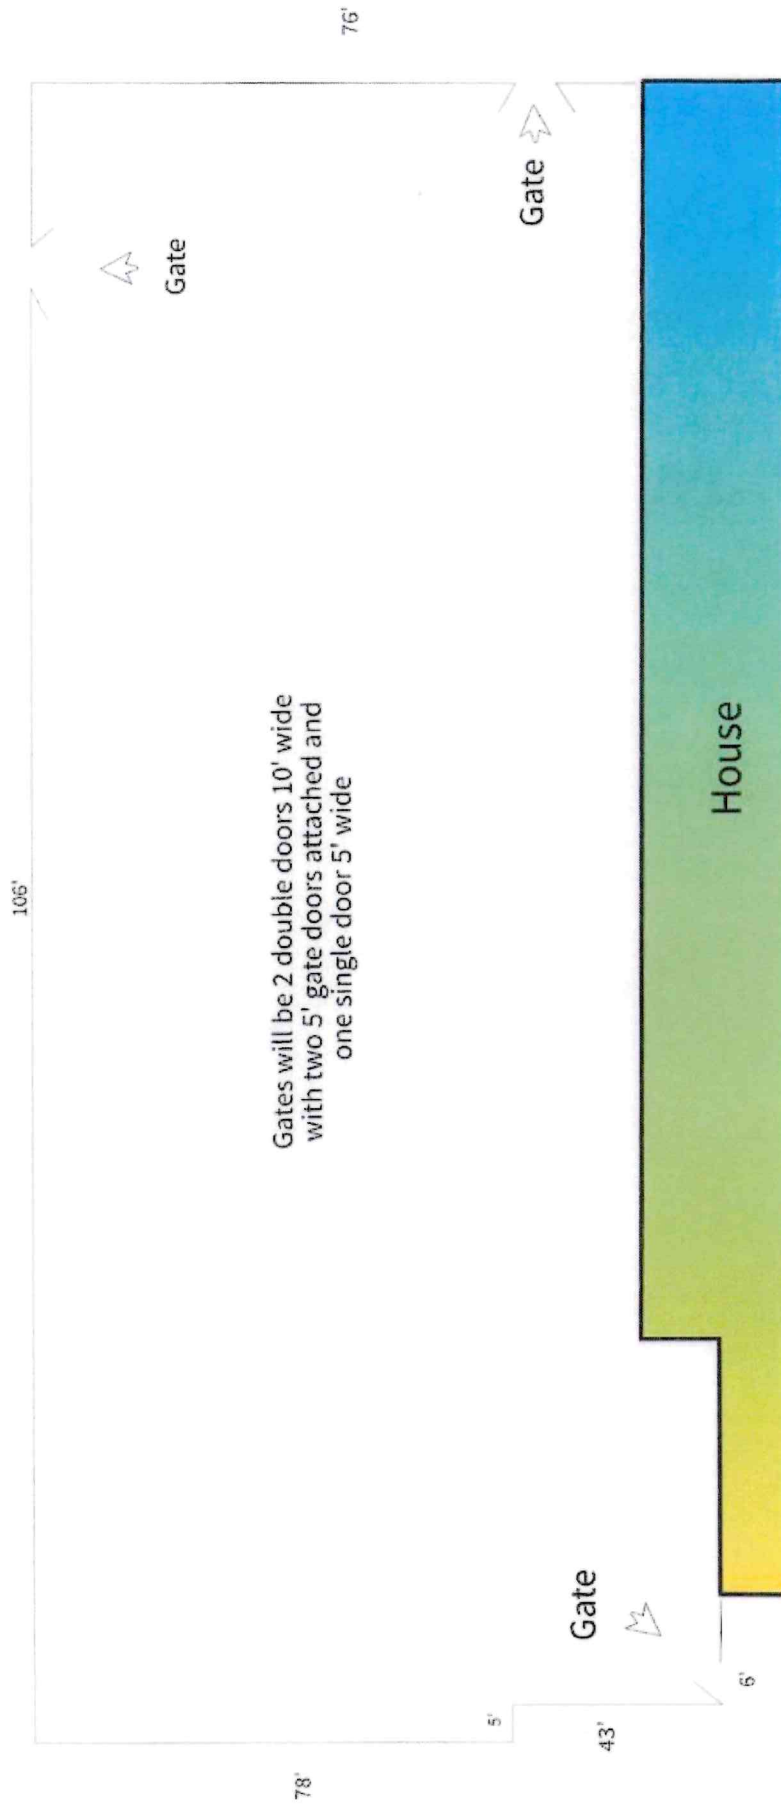 106'
76'
Gate
Gate
Gates will be 2 double doors 10' wide
with two 5' gate doors attached and
one single door 5' wide
78'
5'
Gate
43'
6'
House